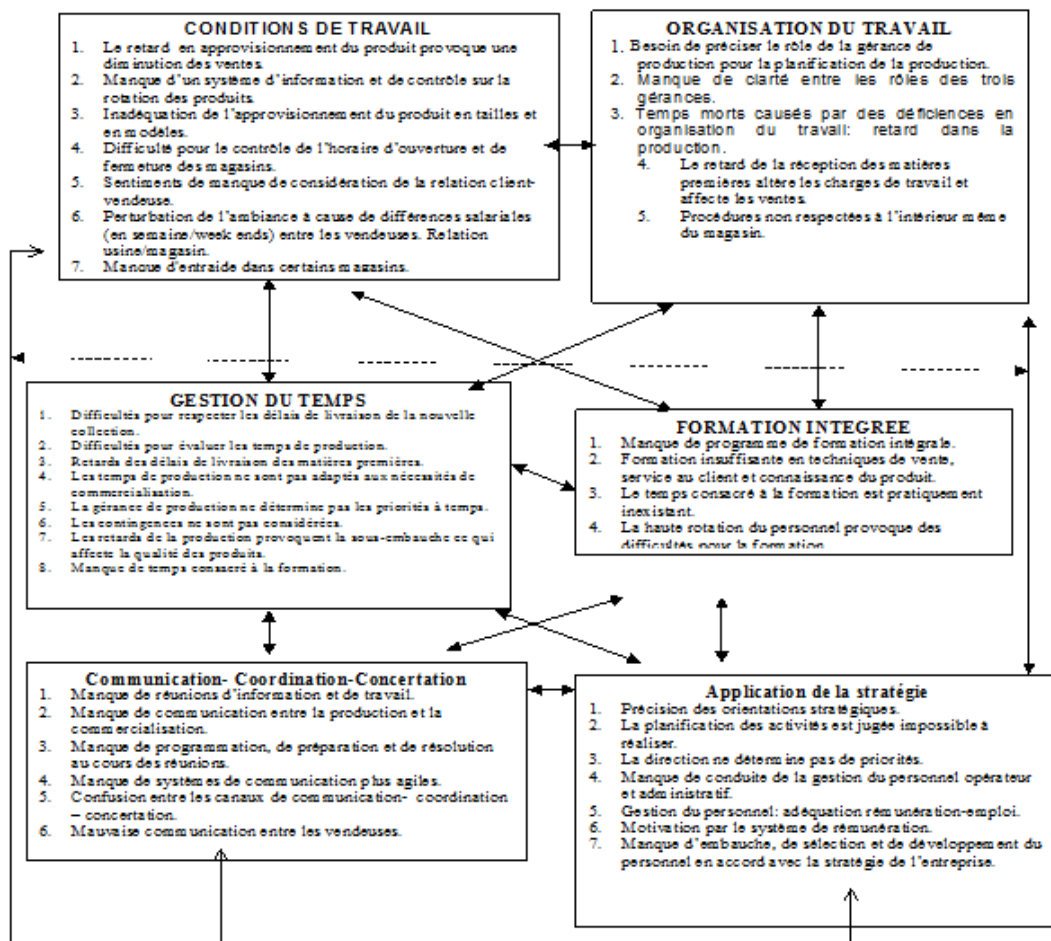 CONDITIONS DE TRAVAIL
1. Le retard en approvisionnement du produit provoque une
diminution des ventes.
2. Manque d'un système d'information et de contrôle sur la
rotation des produits.
3. Inadéquation de l'approvisionnement du produit en tailles et
en modèles.
4. Difficulté pour le contrôle de l'horaire d'ouverture et de
fermeture des magasins.
5. Sentiments de manque de considération de la relation client-
vendeuse.
6. Perturbation de l'ambiance à cause de différences salariales
(en semaine/week ends) entre les vendeuses. Relation
usine/magasin.
7. Manque d'entraide dans certains magasins.
ORGANISATION DU TRAVAIL
1. Besoin de préciser le rôle de la gérance de
production pour la planification de la production.
2. Manque de clarté entre les rôles des trois
gérances.
3. Temps morts causés par des déficiences en
organisation du travail: retard dans la
production.
4. Le retard de la réception des matières
premières altère les charges de travail et
affecte les ventes.
5. Procédures non respectées à l'intérieur même
du magasin.
GESTION DU TEMPS
1. Difficultés pour respecter les délais de livraison de la nouvelle
collection.
2. Difficultés pour évaluer les temps de production.
3. Retards des délais de livraison des matières premières.
4. Les temps de production ne sont pas adaptés aux nécessités de
commercialisation.
5. La gérance de production ne détermine pas les priorités à temps.
6. Les contingences ne sont pas considérées.
7. Les retards de la production provoquent la sous-embauche ce qui
affecte la qualité des produits.
8. Manque de temps consacré à la formation.
FORMATION INTEGREE
1. Manque de programme de formation intégrale.
2. Formation insuffisante en techniques de vente,
service au client et connaissance du produit.
3. Le temps consacré à la formation est pratiquement
inexistant.
4. La haute rotation du personnel provoque des
difficultés pour la formation
Communication- Coordination-Concertation
1. Manque de réunions d'information et de travail.
2. Manque de communication entre la production et la
commercialisation.
3. Manque de programmation, de préparation et de résolution
au cours des réunions.
4. Manque de systèmes de communication plus agiles.
5. Confusion entre les canaux de communication- coordination
– concertation.
6. Mauvaise communication entre les vendeuses.
Application de la stratégie
1. Précision des orientations stratégiques.
2. La planification des activités est jugée impossible à
réaliser.
3. La direction ne détermine pas de priorités.
4. Manque de conduite de la gestion du personnel opérateur
et administratif.
5. Gestion du personnel: adéquation rémunération-emploi.
6. Motivation par le système de rémunération.
7. Manque d'embauche, de sélection et de développement du
personnel en accord avec la stratégie de l'entreprise.